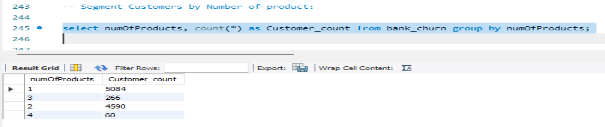 243 -- Segment Customers by Number of product:
244
245 select numOfProducts, count(*) as Customer_count from bank_churn group by numOfProducts;
246
247
Result Grid Filter Rows: Export: Wrap Cell Content:
numOfProducts Customer_count
1 5084
3 266
2 4590
4 60